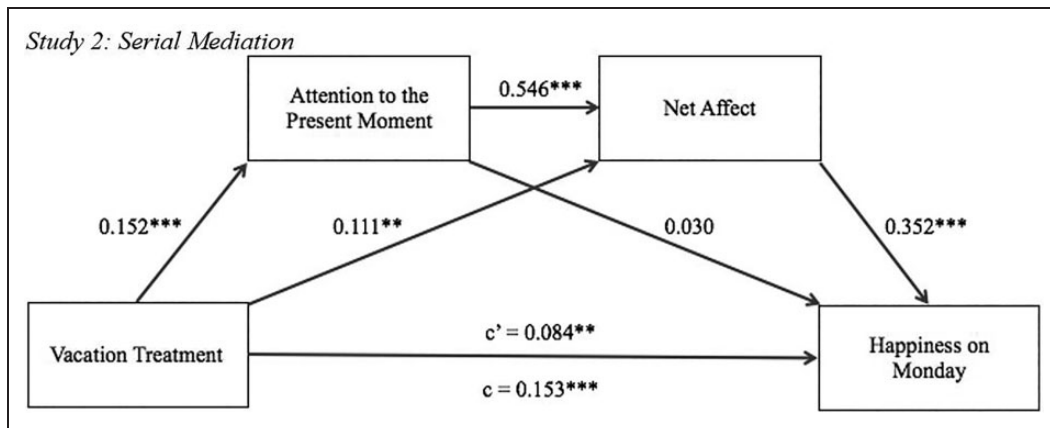 Study 2: Serial Mediation
Attention to the
Present Moment
0.546***
Net Affect
0.152***
0.111**
0.030
0.352***
Vacation Treatment
c’ = 0.084**
c = 0.153***
Happiness on
Monday